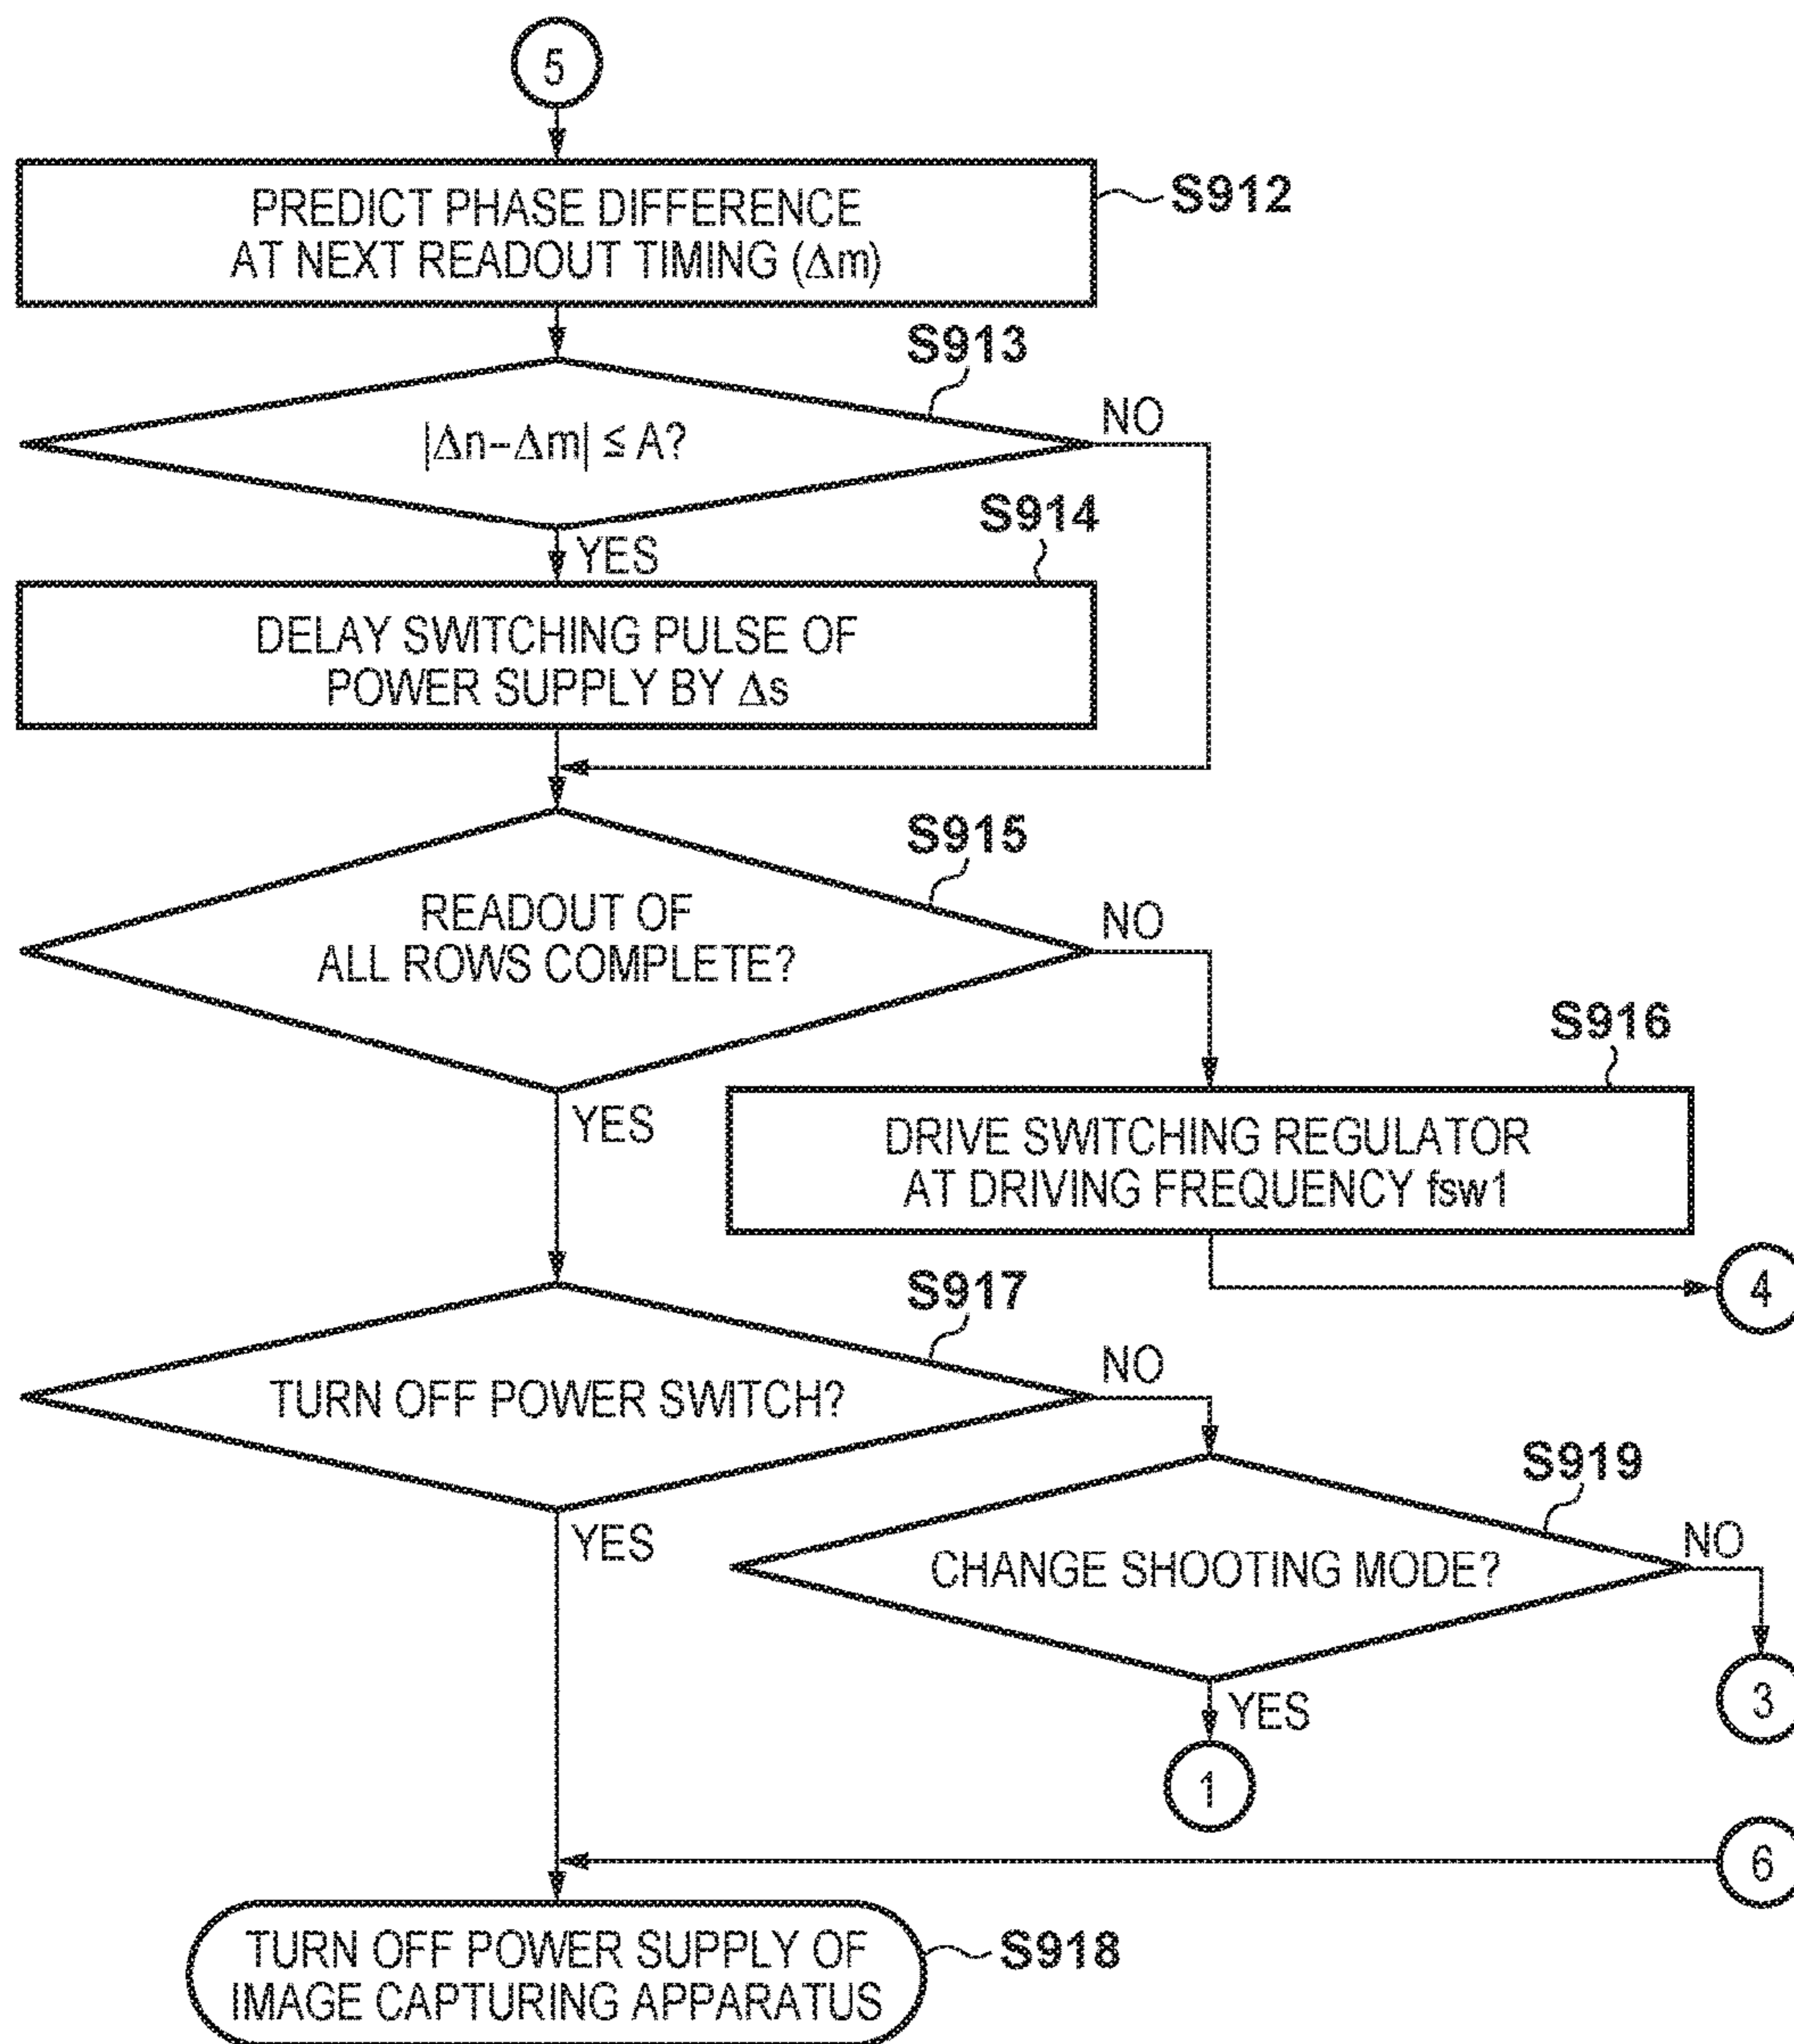 5
PREDICT PHASE DIFFERENCE
AT NEXT READOUT TIMING (Δm)
S912
S913
|Δn−Δm| ≤ A?
NO
YES
S914
DELAY SWITCHING PULSE OF
POWER SUPPLY BY Δs
S915
READOUT OF
ALL ROWS COMPLETE?
NO
YES
S916
DRIVE SWITCHING REGULATOR
AT DRIVING FREQUENCY fsw1
4
S917
TURN OFF POWER SWITCH?
NO
YES
S919
CHANGE SHOOTING MODE?
NO
3
YES
1
6
TURN OFF POWER SUPPLY OF
IMAGE CAPTURING APPARATUS
S918